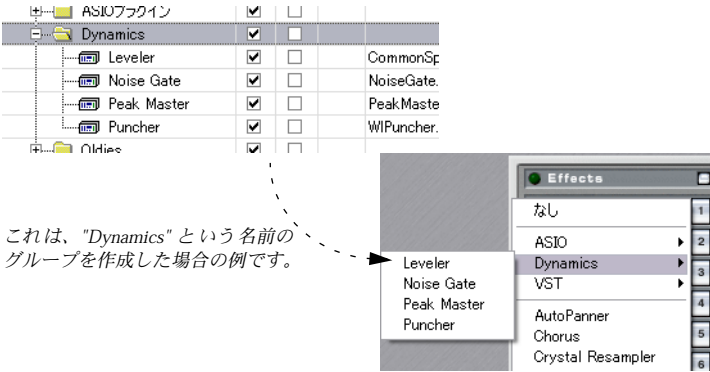 ASIOプラグイン
Dynamics
Leveler CommonSp
Noise Gate NoiseGate.
Peak Master PeakMaste
Puncher WIPuncher.
Oldies
これは、"Dynamics" という名前の
グループを作成した場合の例です。
Effects
なし 1
ASIO 2
Dynamics 3
VST
4
AutoPanner
Chorus 5
Crystal Resampler 6
Leveler
Noise Gate
Peak Master
Puncher